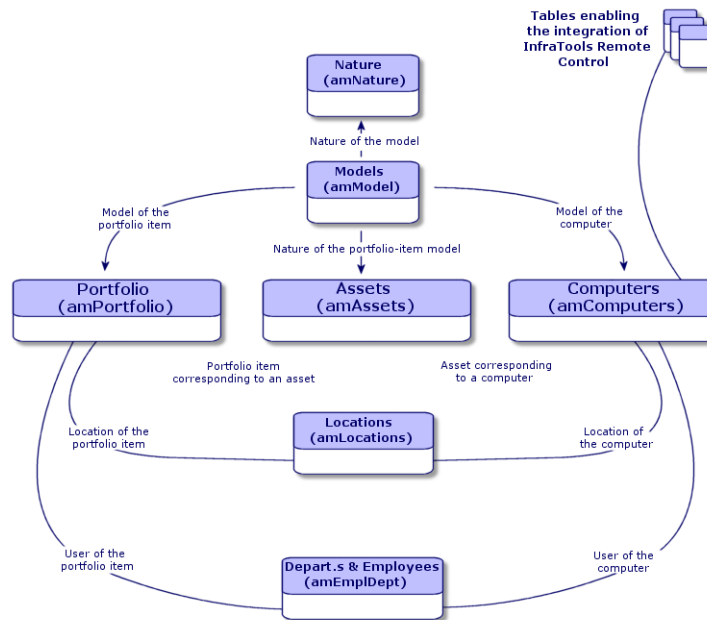 Tables enabling
the integration of
InfraTools Remote
Control
Nature
(amNature)
Nature of the model
Models
(amModel)
Model of the
portfolio item
Model of the
computer
Nature of the portfolio-item model
Portfolio
(amPortfolio)
Assets
(amAssets)
Computers
(amComputers)
Portfolio item
corresponding to an asset
Asset corresponding
to a computer
Locations
(amLocations)
Location of the
portfolio item
Location of
the computer
User of the
portfolio item
User of the
computer
Depart.s & Employees
(amEmplDept)